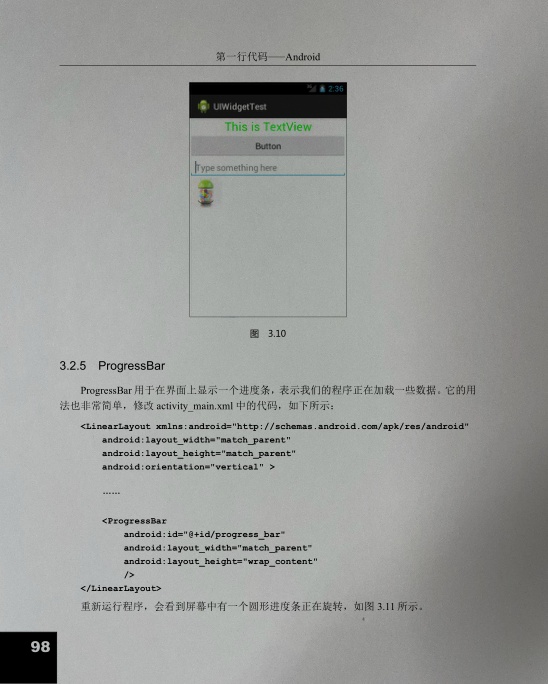 第一行代码——Android
3G 2:36
UIWidgetTest
This is TextView
Button
Type something here
图 3.10
3.2.5 ProgressBar
ProgressBar 用于在界面上显示一个进度条，表示我们的程序正在加载一些数据。它的用
法也非常简单，修改 activity_main.xml 中的代码，如下所示：
<LinearLayout xmlns:android="http://schemas.android.com/apk/res/android"
android:layout_width="match_parent"
android:layout_height="match_parent"
android:orientation="vertical" >
……
<ProgressBar
android:id="@+id/progress_bar"
android:layout_width="match_parent"
android:layout_height="wrap_content"
/>
</LinearLayout>
重新运行程序，会看到屏幕中有一个圆形进度条正在旋转，如图 3.11 所示。
98